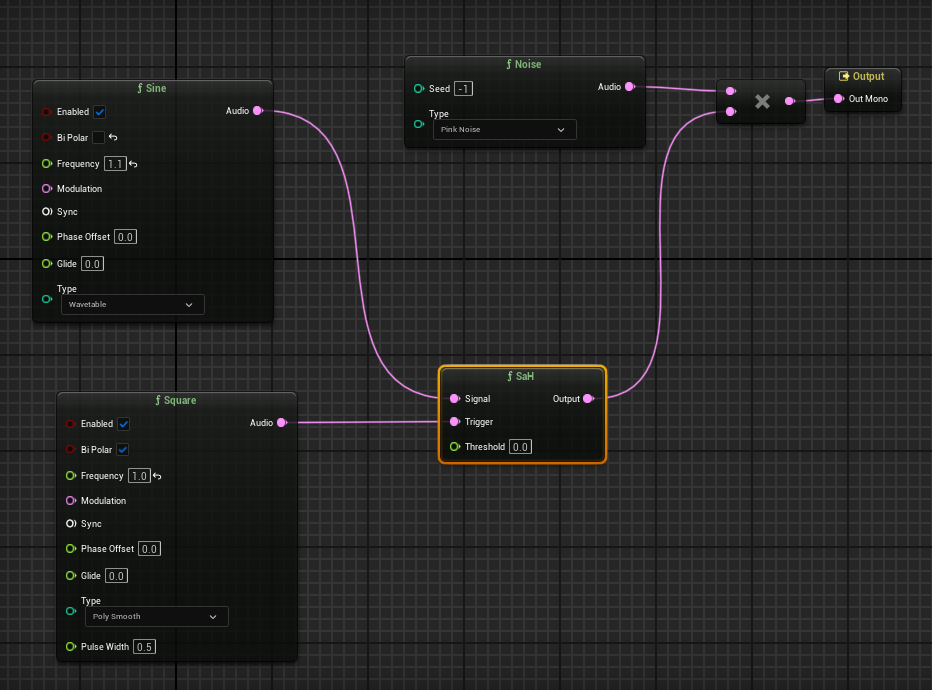 ƒ Sine
Enabled
Audio
Bi Polar
Frequency 1.1
Modulation
Sync
Phase Offset 0.0
Glide 0.0
Type
Wavetable
ƒ Noise
Seed -1
Audio
Type
Pink Noise
Output
Out Mono
ƒ Square
Enabled
Audio
Bi Polar
Frequency 1.0
Modulation
Sync
Phase Offset 0.0
Glide 0.0
Type
Poly Smooth
Pulse Width 0.5
ƒ SaH
Signal
Output
Trigger
Threshold 0.0